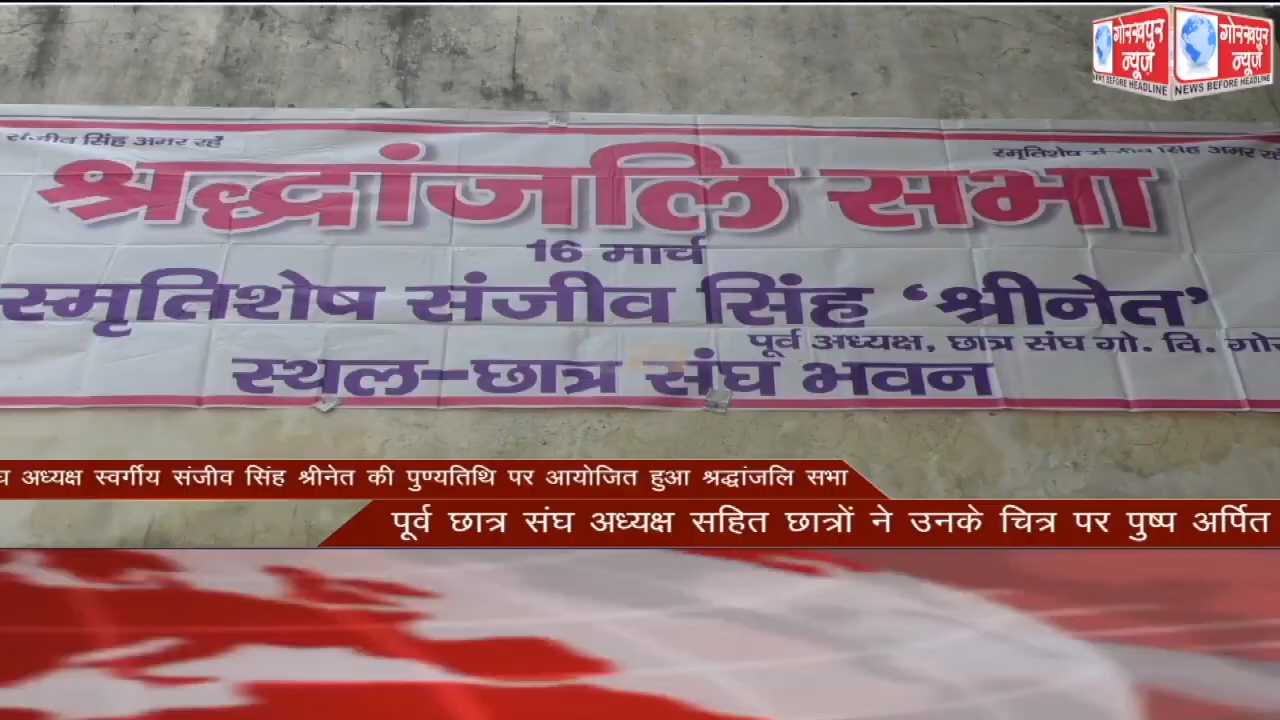 गोरखपुर
न्यूज़
NEWS BEFORE HEADLINE
गोरखपुर
न्यूज़
NEWS BEFORE HEADLINE
संजीव सिंह अमर रहें
स्मृतिशेष संजीव सिंह अमर रहें
श्रद्धांजलि सभा
16 मार्च
स्मृतिशेष संजीव सिंह ‘श्रीनेत’
पूर्व अध्यक्ष, छात्र संघ गो. वि.
स्थल-छात्र संघ भवन
अध्यक्ष स्वर्गीय संजीव सिंह श्रीनेत की पुण्यतिथि पर आयोजित हुआ श्रद्धांजलि सभा
पूर्व छात्र संघ अध्यक्ष सहित छात्रों ने उनके चित्र पर पुष्प अर्पित